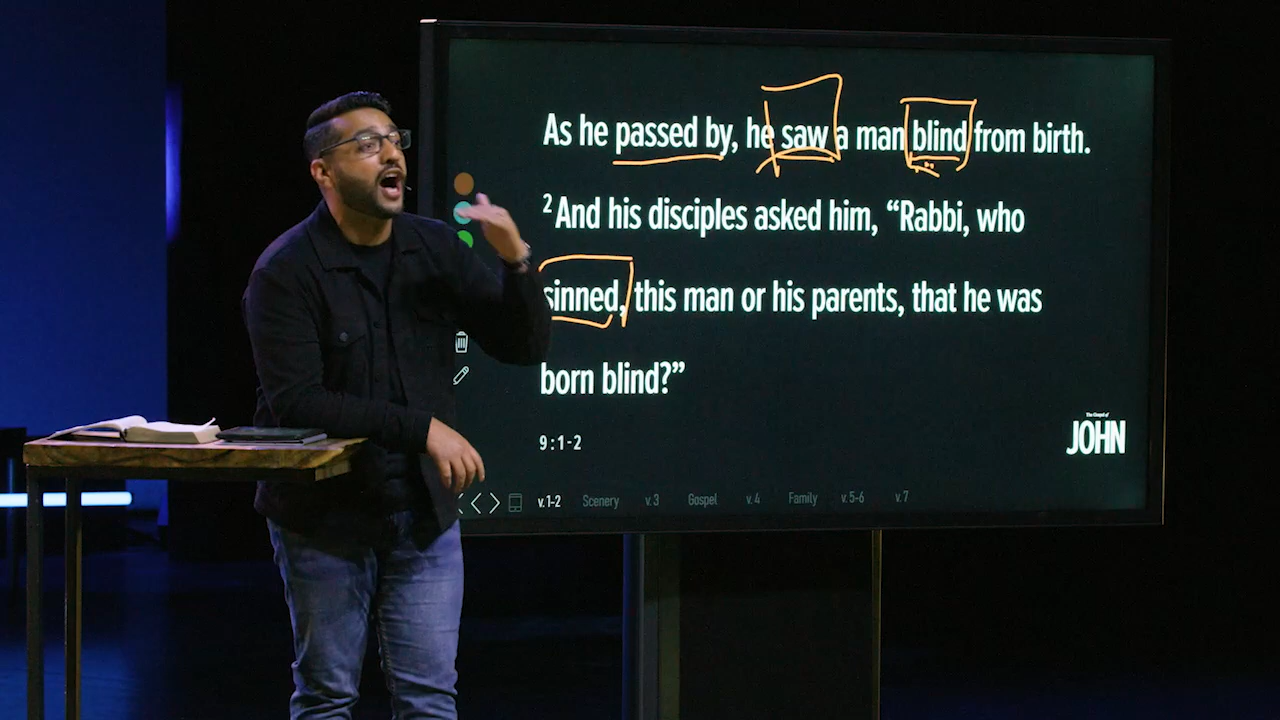 As he passed by, he saw a man blind from birth.
2 And his disciples asked him, “Rabbi, who
sinned, this man or his parents, that he was
born blind?”
9:1-2
The Gospel of
JOHN
v.1-2 Scenery v.3 Gospel v.4 Family v.5-6 v.7